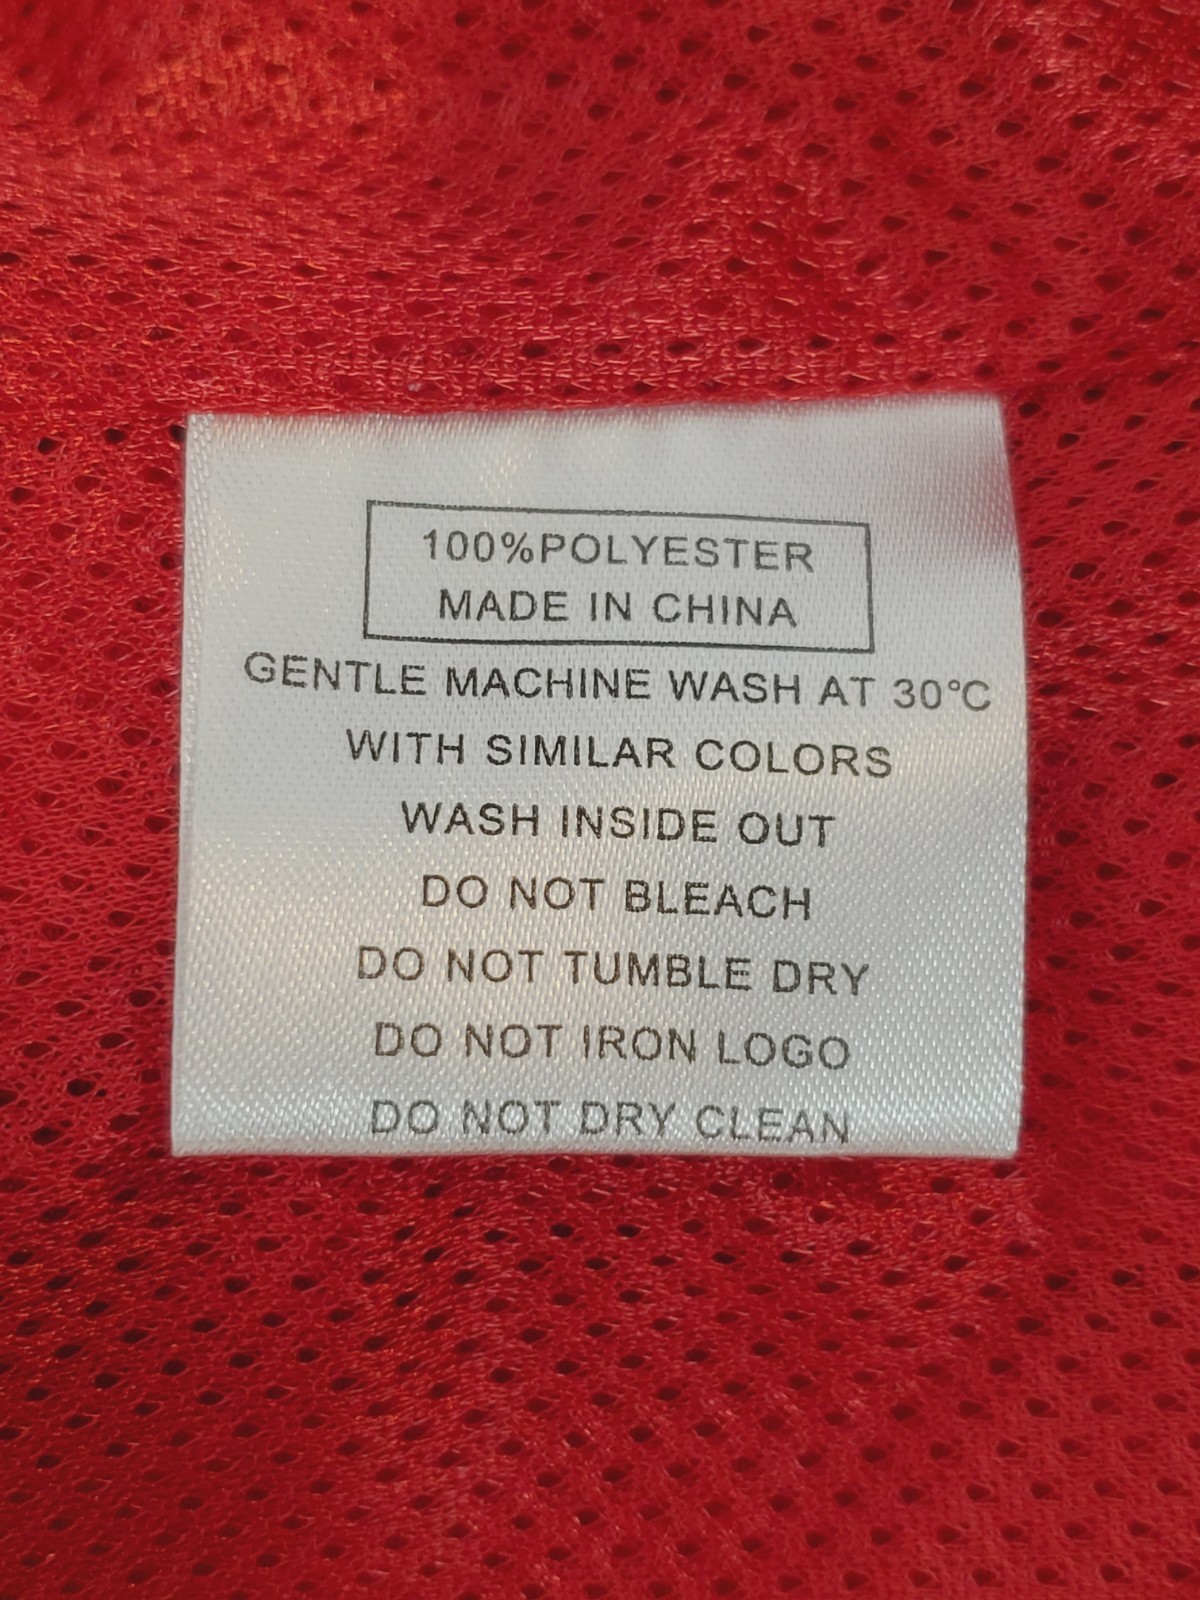 100%POLYESTER
MADE IN CHINA
GENTLE MACHINE WASH AT 30°C
WITH SIMILAR COLORS
WASH INSIDE OUT
DO NOT BLEACH
DO NOT TUMBLE DRY
DO NOT IRON LOGO
DO NOT DRY CLEAN